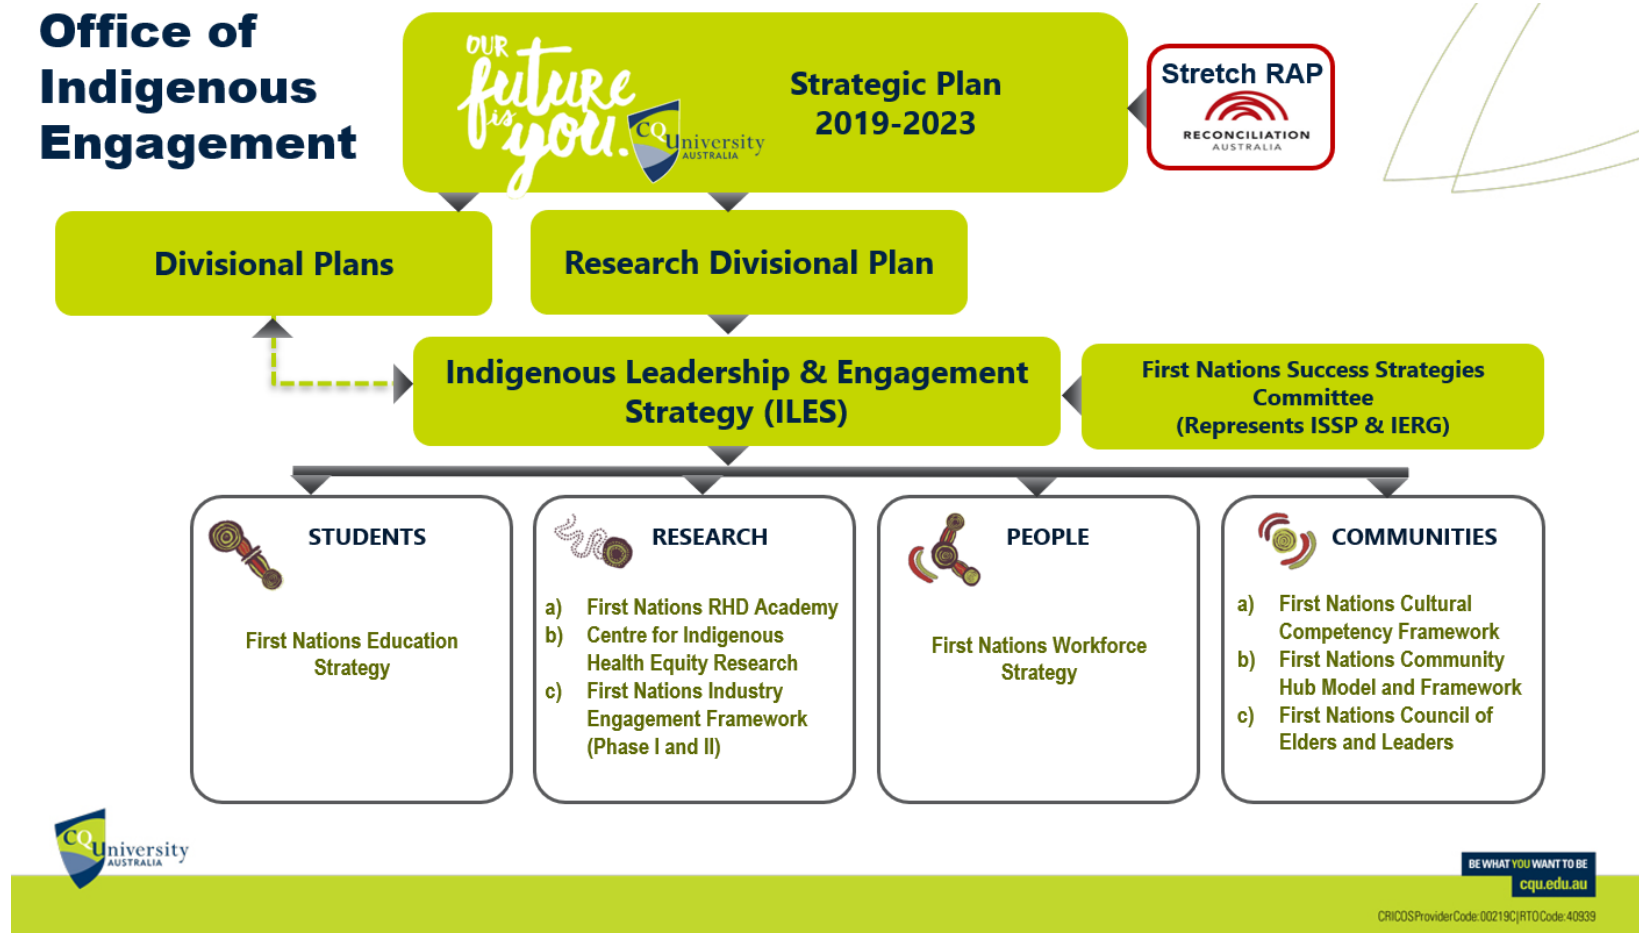 Office of
Indigenous
Engagement
OUR
future
is
you.
CQUniversity
AUSTRALIA
Strategic Plan
2019-2023
Stretch RAP
RECONCILIATION
AUSTRALIA
Divisional Plans
Research Divisional Plan
Indigenous Leadership & Engagement
Strategy (ILES)
First Nations Success Strategies
Committee
(Represents ISSP & IERG)
STUDENTS
First Nations Education
Strategy
RESEARCH
a) First Nations RHD Academy
b) Centre for Indigenous
Health Equity Research
c) First Nations Industry
Engagement Framework
(Phase I and II)
PEOPLE
First Nations Workforce
Strategy
COMMUNITIES
a) First Nations Cultural
Competency Framework
b) First Nations Community
Hub Model and Framework
c) First Nations Council of
Elders and Leaders
CQUniversity
AUSTRALIA
BE WHAT YOU WANT TO BE
cqu.edu.au
CRICOS Provider Code: 00219C | RTO Code: 40939